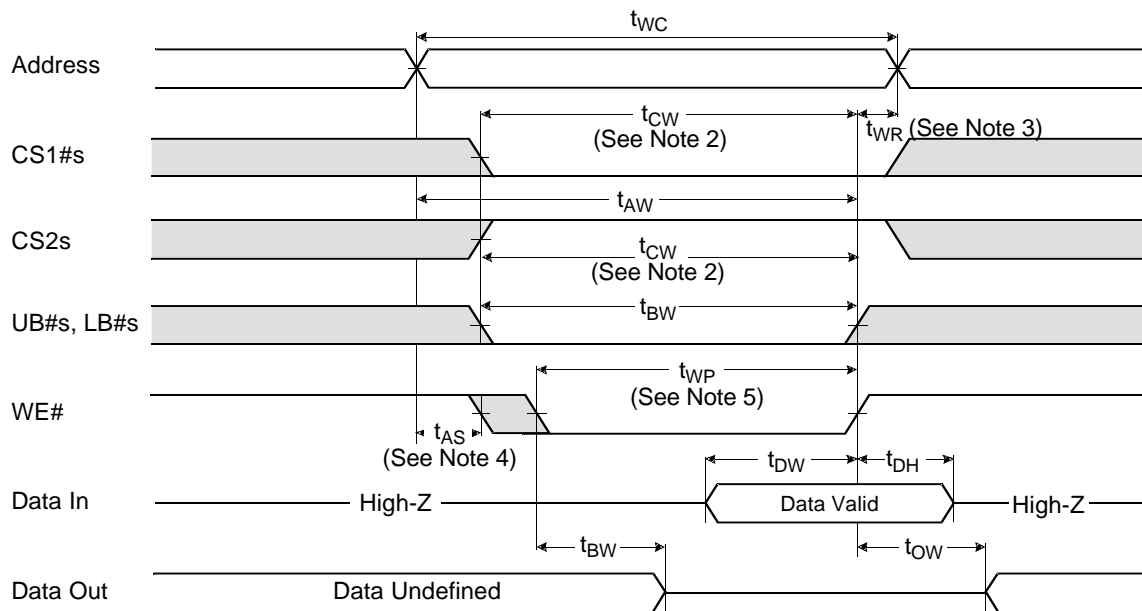 tWC
Address
tCW
(See Note 2)
tWR (See Note 3)
CS1#s
tAW
CS2s
tCW
(See Note 2)
tBW
UB#s, LB#s
tWP
(See Note 5)
WE#
tAS
(See Note 4)
tDW
tDH
Data In
High-Z
Data Valid
High-Z
tBW
tOW
Data Out
Data Undefined